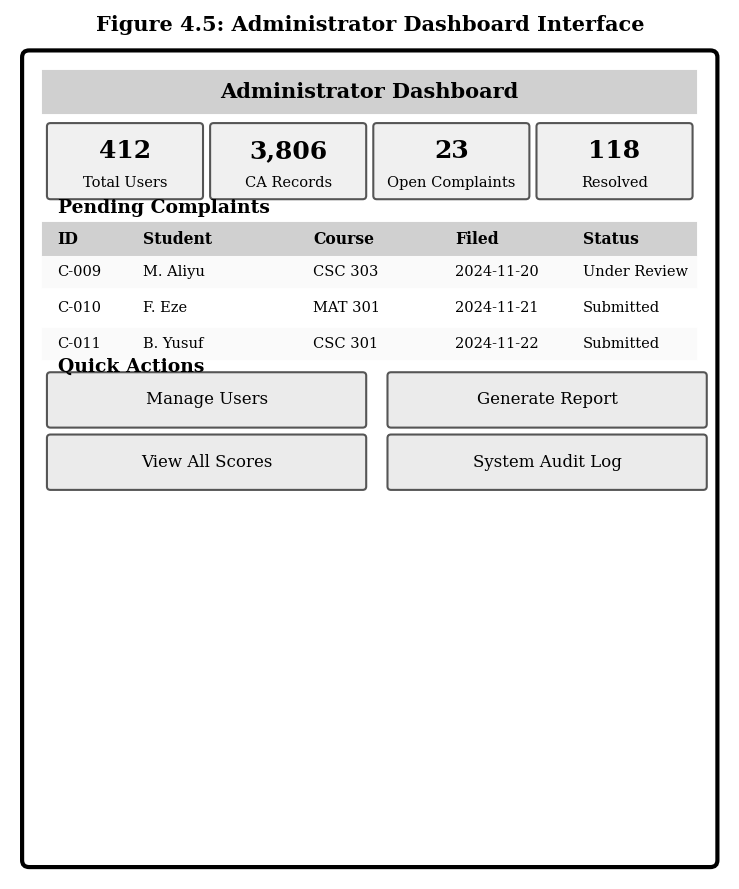 Figure 4.5: Administrator Dashboard Interface
Administrator Dashboard
412 3,806 23 118
Total Users CA Records Open Complaints Resolved
Pending Complaints
ID Student Course Filed Status
C-009 M. Aliyu CSC 303 2024-11-20 Under Review
C-010 F. Eze MAT 301 2024-11-21 Submitted
C-011 B. Yusuf CSC 301 2024-11-22 Submitted
Quick Actions
Manage Users Generate Report
View All Scores System Audit Log